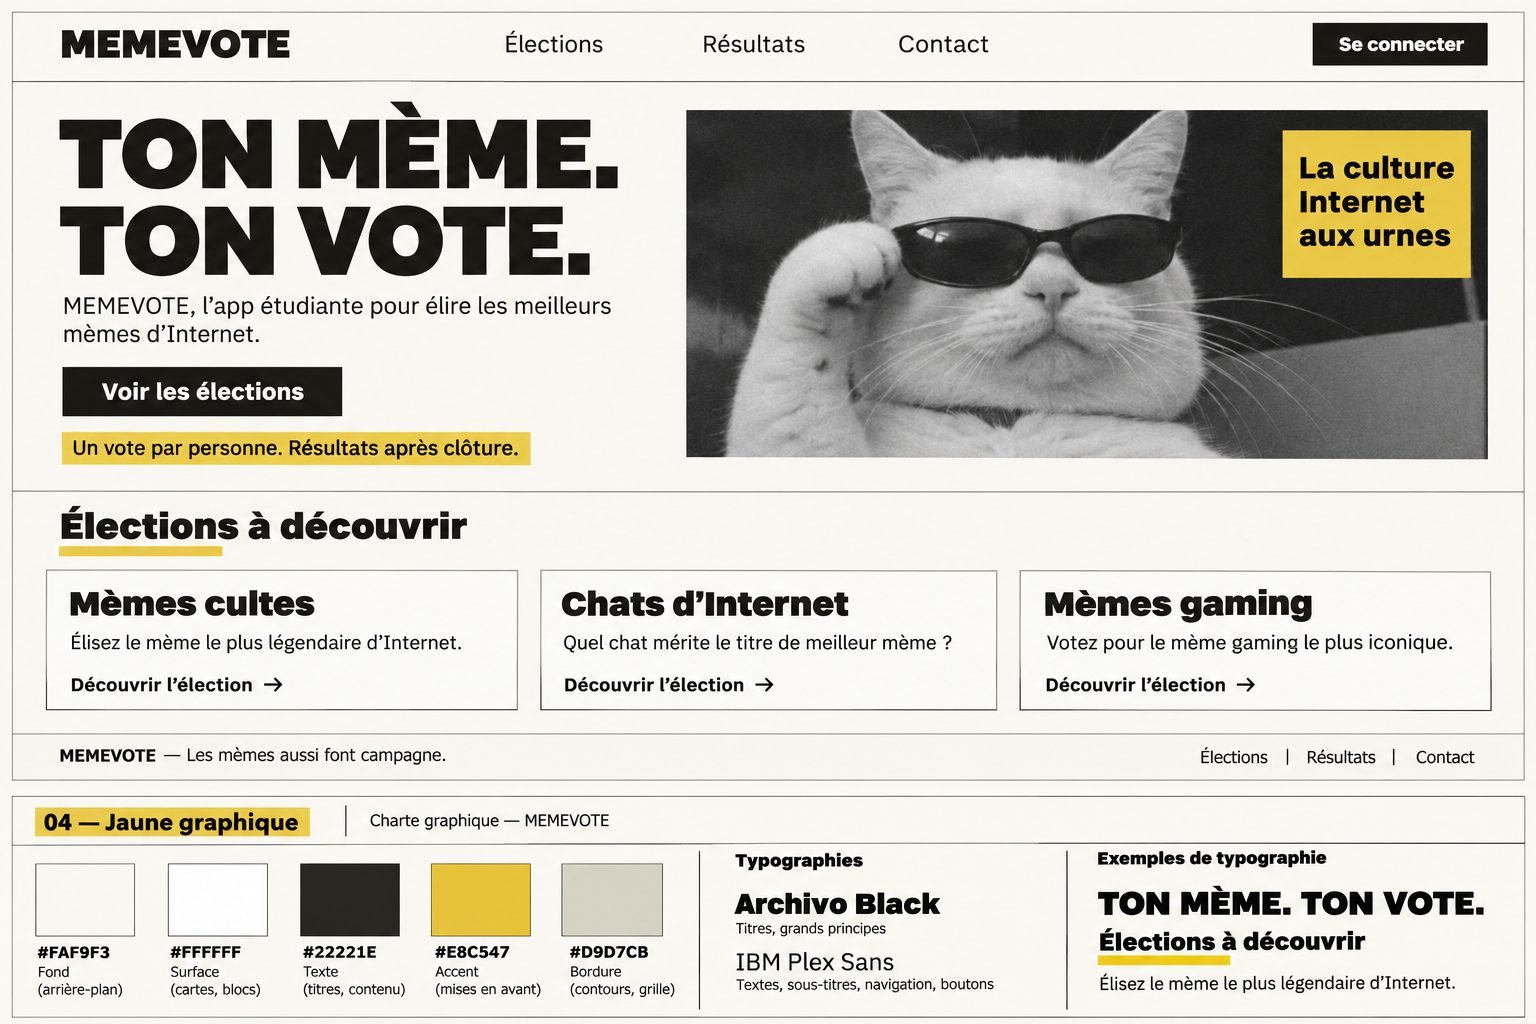 MEMEVOTE
Élections
Résultats
Contact
Se connecter
TON MÈME.
TON VOTE.
MEMEVOTE, l’app étudiante pour élire les meilleurs
mèmes d’Internet.
Voir les élections
Un vote par personne. Résultats après clôture.
La culture
Internet
aux urnes
Élections à découvrir
Mèmes cultes
Élisez le mème le plus légendaire d’Internet.
Découvrir l’élection →
Chats d’Internet
Quel chat mérite le titre de meilleur mème ?
Découvrir l’élection →
Mèmes gaming
Votez pour le mème gaming le plus iconique.
Découvrir l’élection →
MEMEVOTE — Les mèmes aussi font campagne.
Élections | Résultats | Contact
04 — Jaune graphique
Charte graphique — MEMEVOTE
#FAF9F3
Fond
(arrière-plan)
#FFFFFF
Surface
(cartes, blocs)
#22221E
Texte
(titres, contenu)
#E8C547
Accent
(mises en avant)
#D9D7CB
Bordure
(contours, grille)
Typographies
Archivo Black
Titres, grands principes
IBM Plex Sans
Textes, sous-titres, navigation, boutons
Exemples de typographie
TON MÈME. TON VOTE.
Élections à découvrir
Élisez le mème le plus légendaire d’Internet.